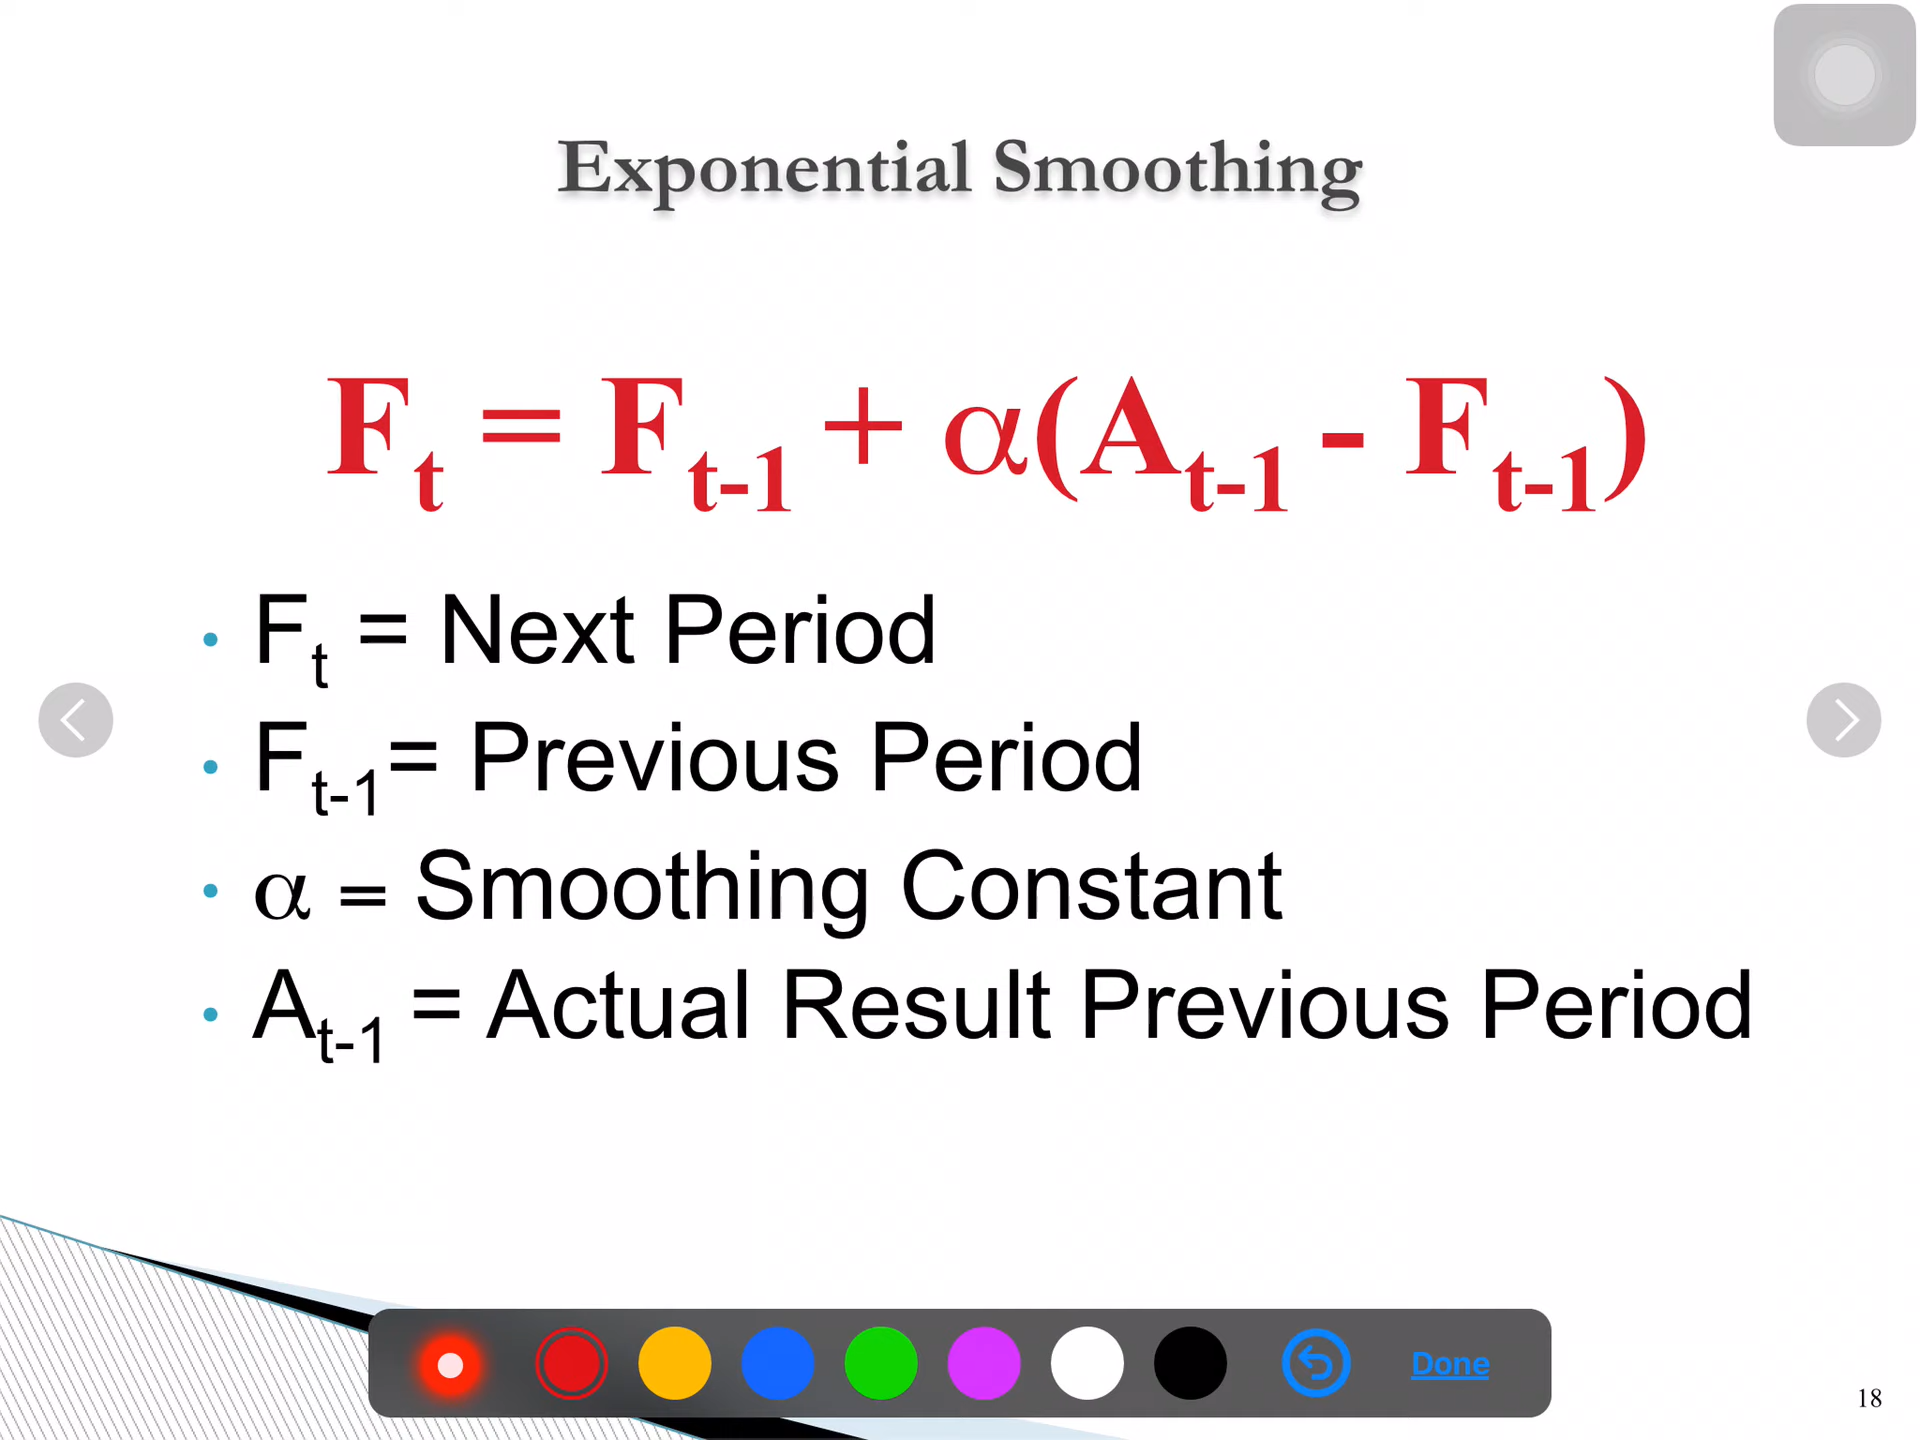 Exponential Smoothing
Fₜ = Fₜ₋₁ + α(Aₜ₋₁ - Fₜ₋₁)
• Fₜ = Next Period
• Fₜ₋₁= Previous Period
• α = Smoothing Constant
• Aₜ₋₁ = Actual Result Previous Period
Done
18